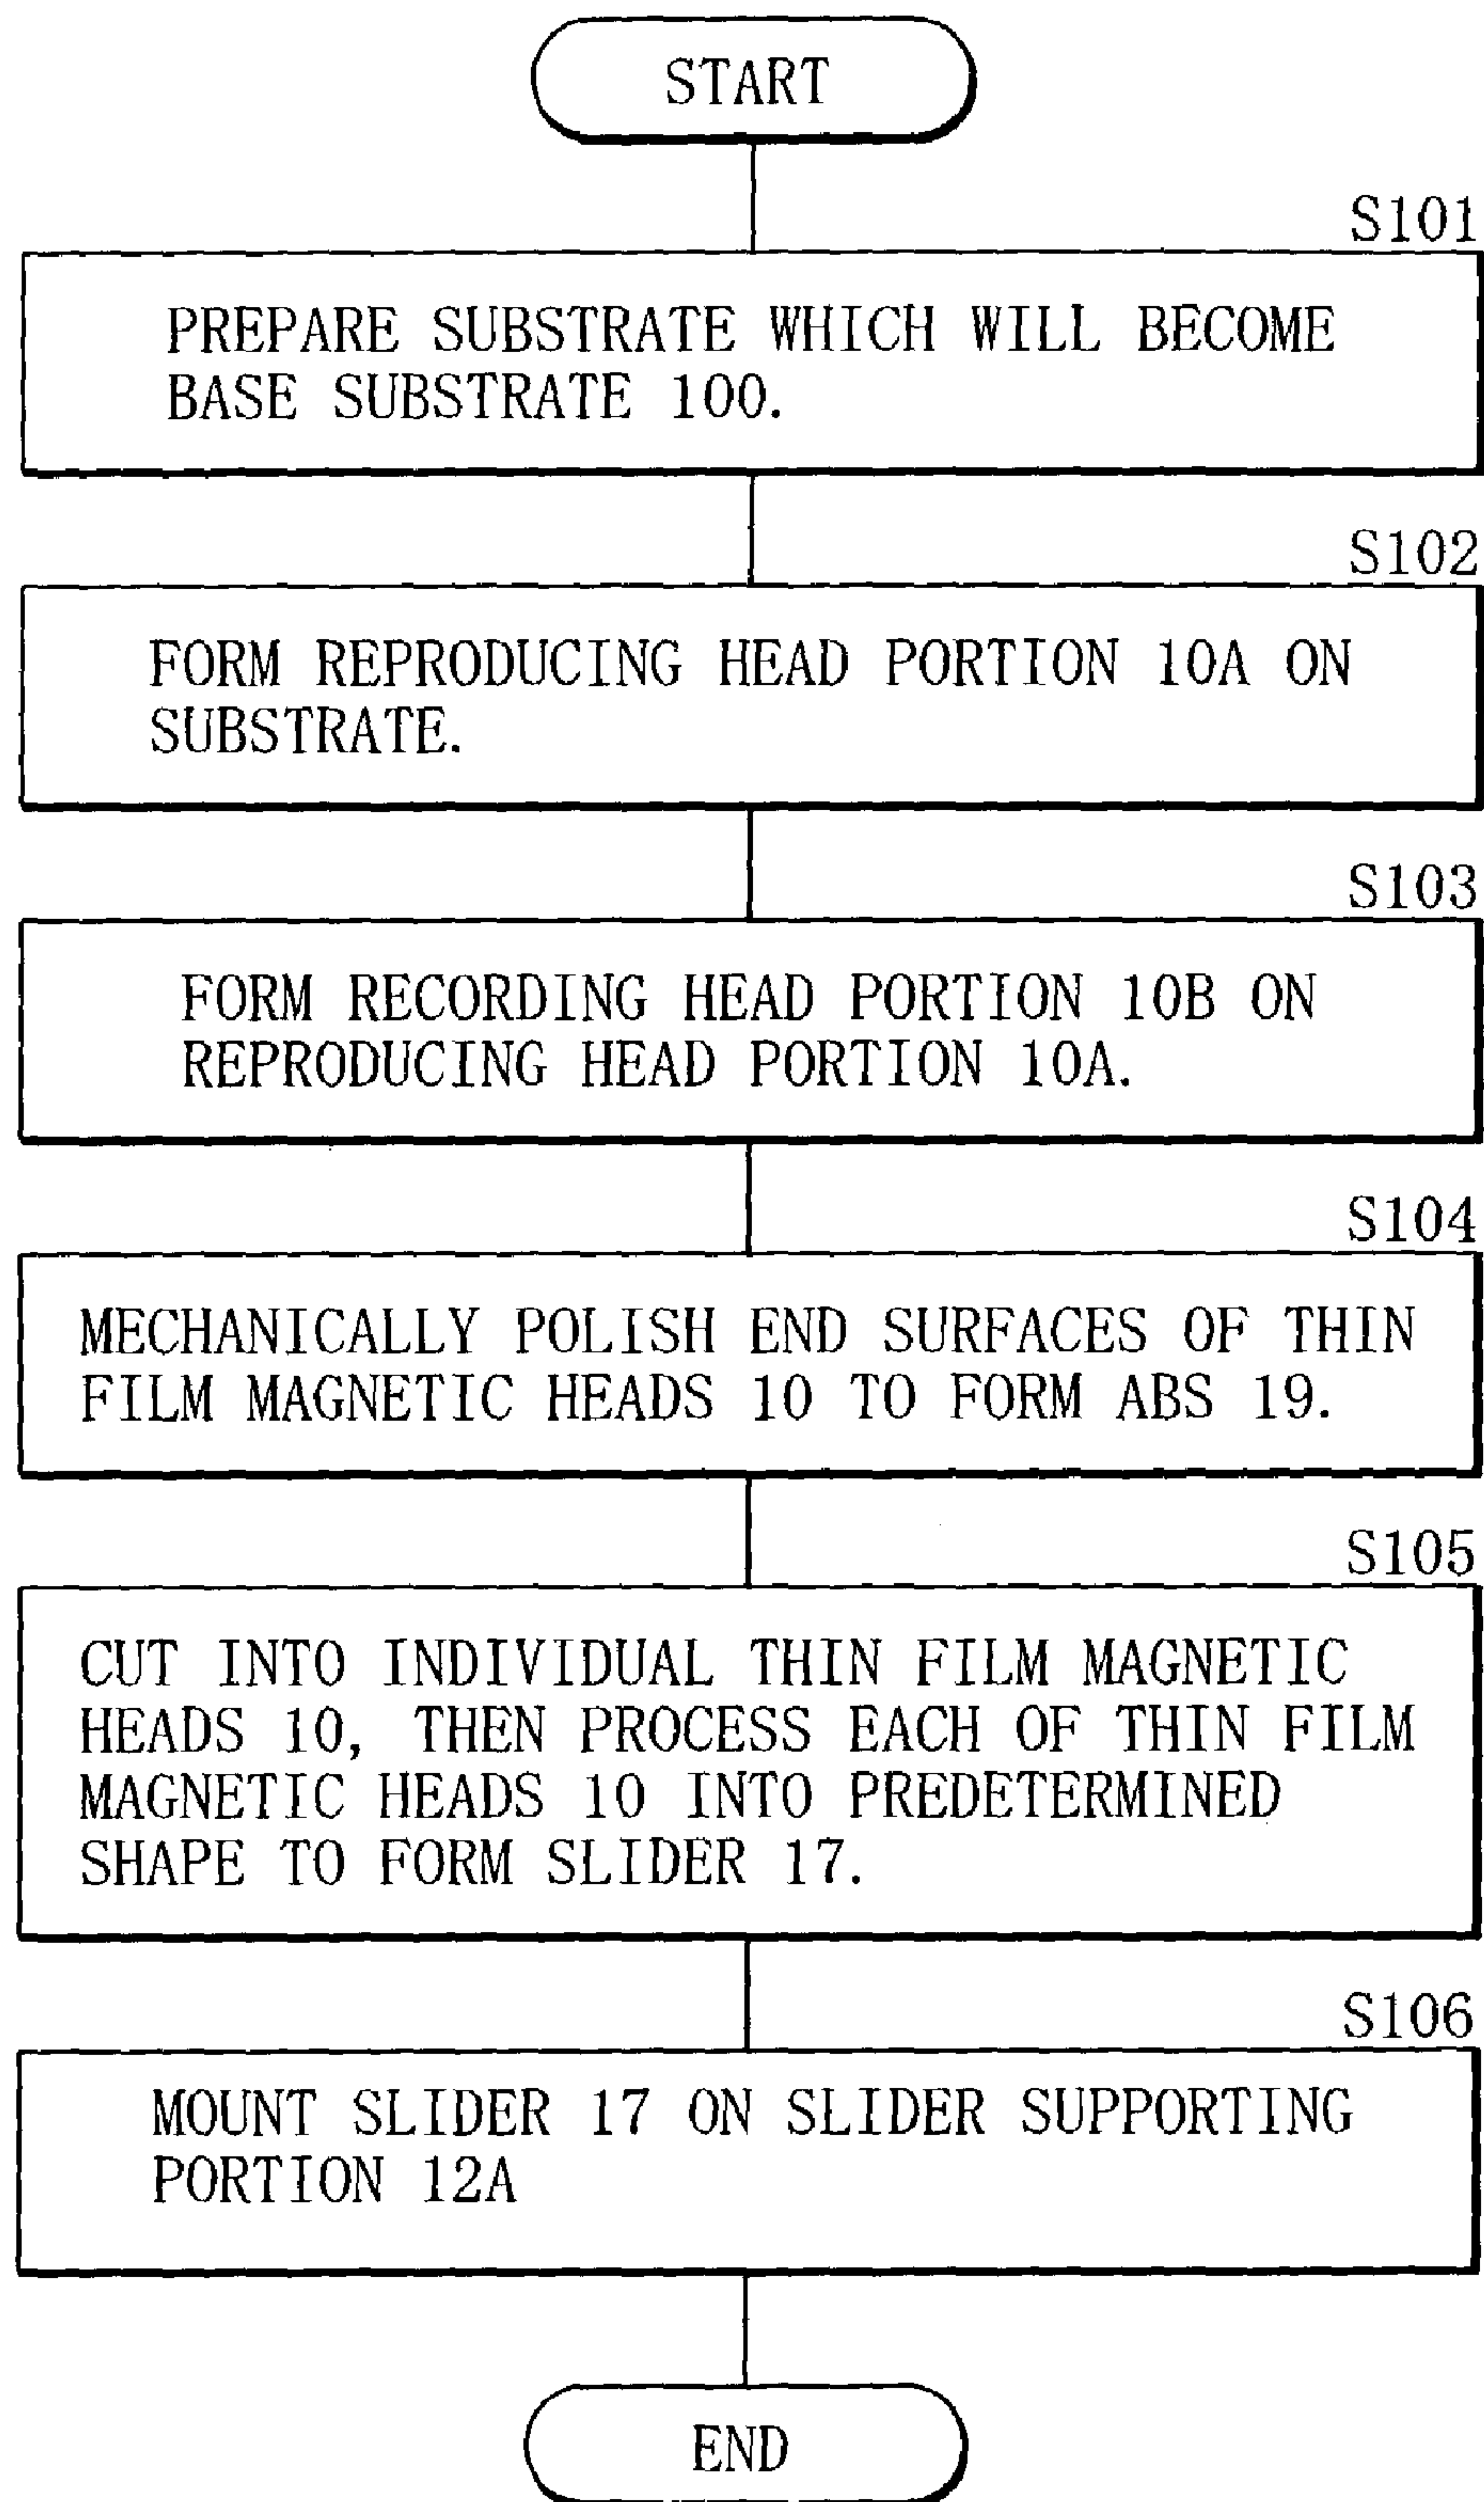 START
S101
PREPARE SUBSTRATE WHICH WILL BECOME
BASE SUBSTRATE 100.
S102
FORM REPRODUCING HEAD PORTION 10A ON
SUBSTRATE.
S103
FORM RECORDING HEAD PORTION 10B ON
REPRODUCING HEAD PORTION 10A.
S104
MECHANICALLY POLISH END SURFACES OF THIN
FILM MAGNETIC HEADS 10 TO FORM ABS 19.
S105
CUT INTO INDIVIDUAL THIN FILM MAGNETIC
HEADS 10, THEN PROCESS EACH OF THIN FILM
MAGNETIC HEADS 10 INTO PREDETERMINED
SHAPE TO FORM SLIDER 17.
S106
MOUNT SLIDER 17 ON SLIDER SUPPORTING
PORTION 12A
END